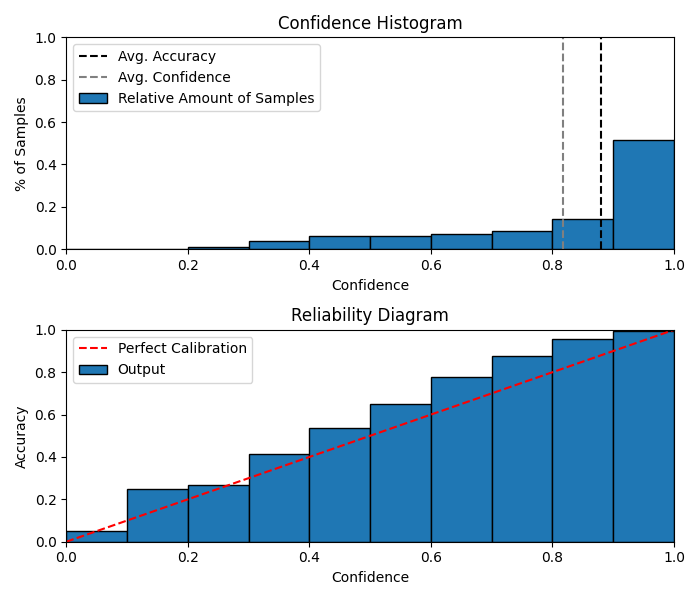 Confidence Histogram
Avg. Accuracy
Avg. Confidence
Relative Amount of Samples
% of Samples
1.0
0.8
0.6
0.4
0.2
0.0
0.0 0.2 0.4 0.6 0.8 1.0
Confidence
Reliability Diagram
Perfect Calibration
Output
Accuracy
1.0
0.8
0.6
0.4
0.2
0.0
0.0 0.2 0.4 0.6 0.8 1.0
Confidence